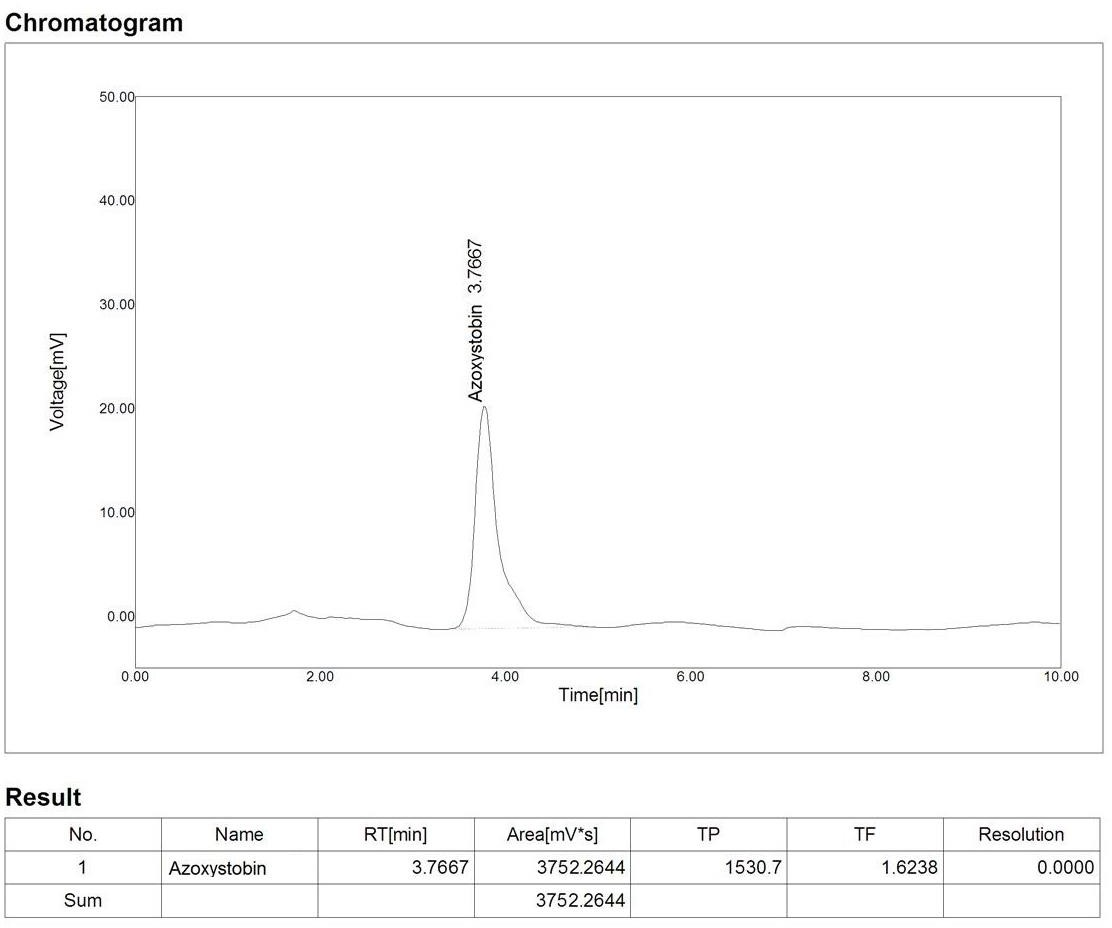 Chromatogram
50.00
40.00
30.00
20.00
10.00
0.00
Voltage[mV]
Azoxystobin 3.7667
0.00 2.00 4.00 6.00 8.00 10.00
Time[min]
Result
No. Name RT[min] Area[mV*s] TP TF Resolution
1 Azoxystobin 3.7667 3752.2644 1530.7 1.6238 0.0000
Sum 3752.2644